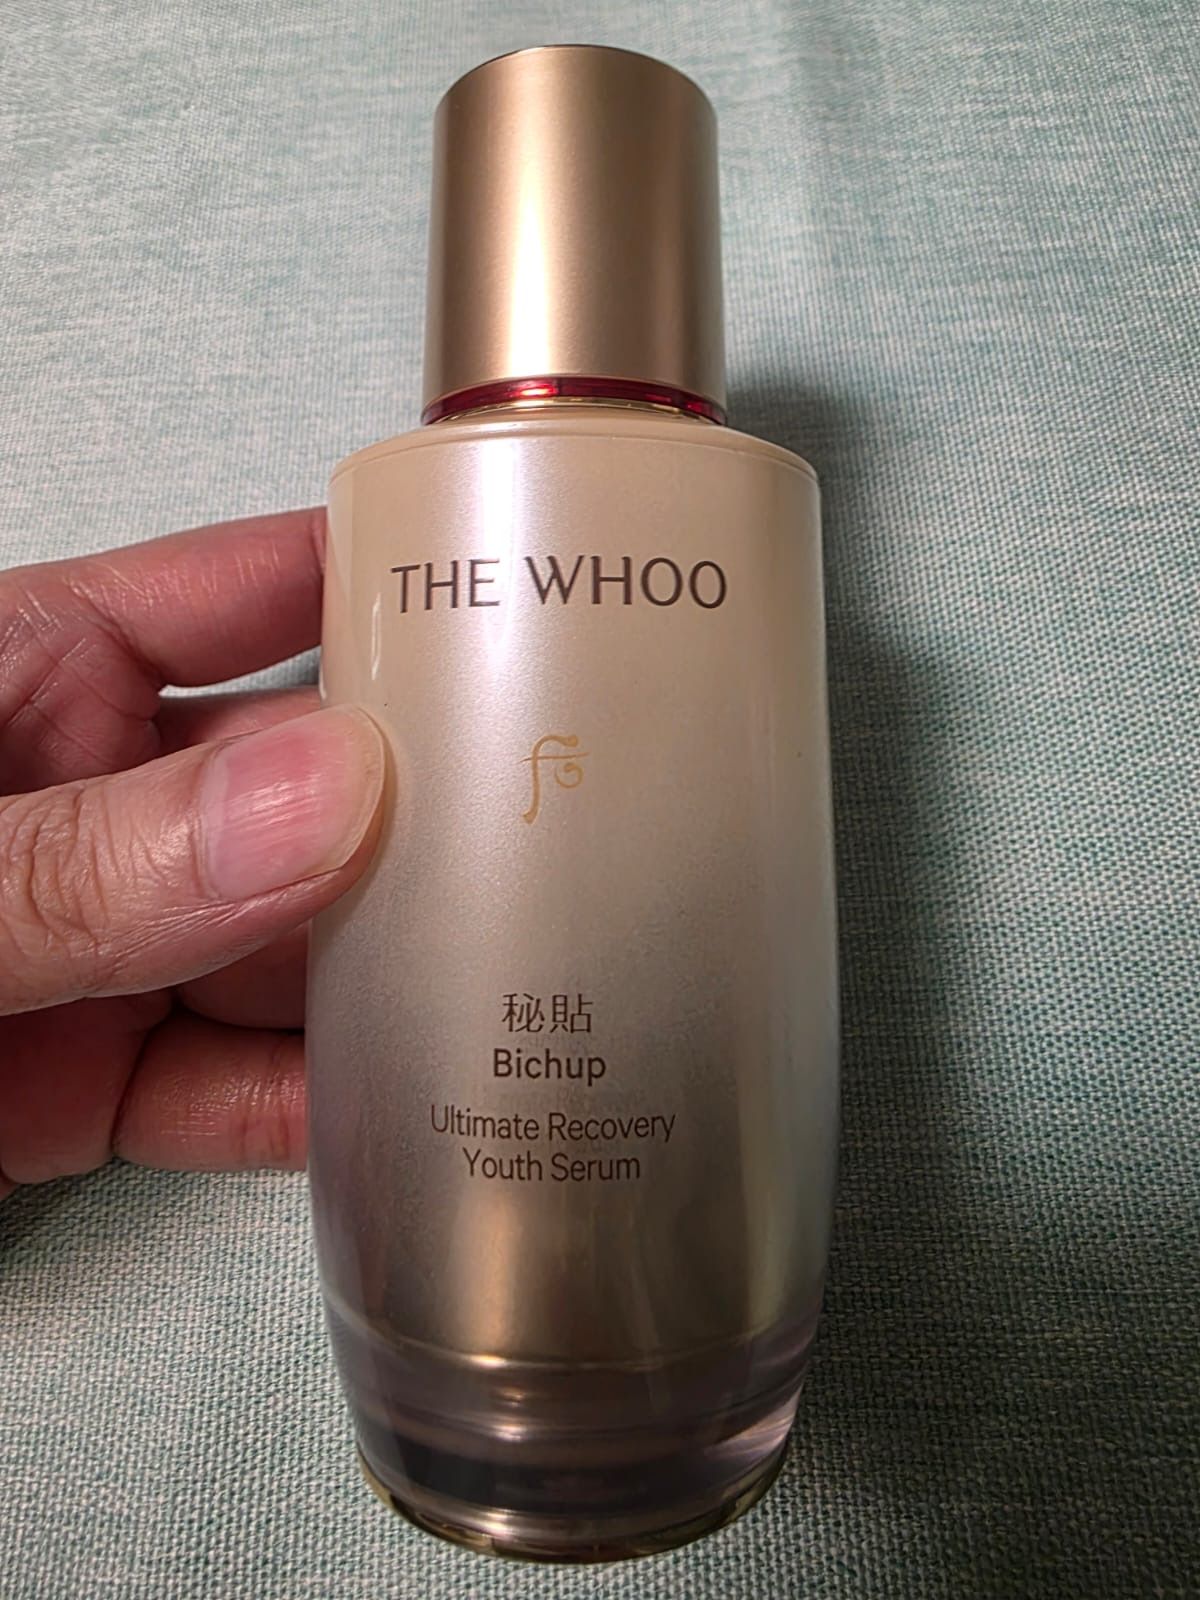 THE WHOO
秘貼
Bichup
Ultimate Recovery
Youth Serum